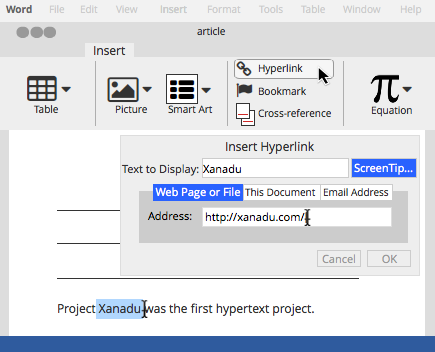 Word File Edit View Insert Format Tools Table Window Help
article
Insert
Hyperlink
Bookmark
Cross-reference
Table Picture Smart Art Equation
Insert Hyperlink
Text to Display: Xanadu ScreenTip...
Web Page or File This Document Email Address
Address: http://xanadu.com/
Cancel OK
Project Xanadu was the first hypertext project.